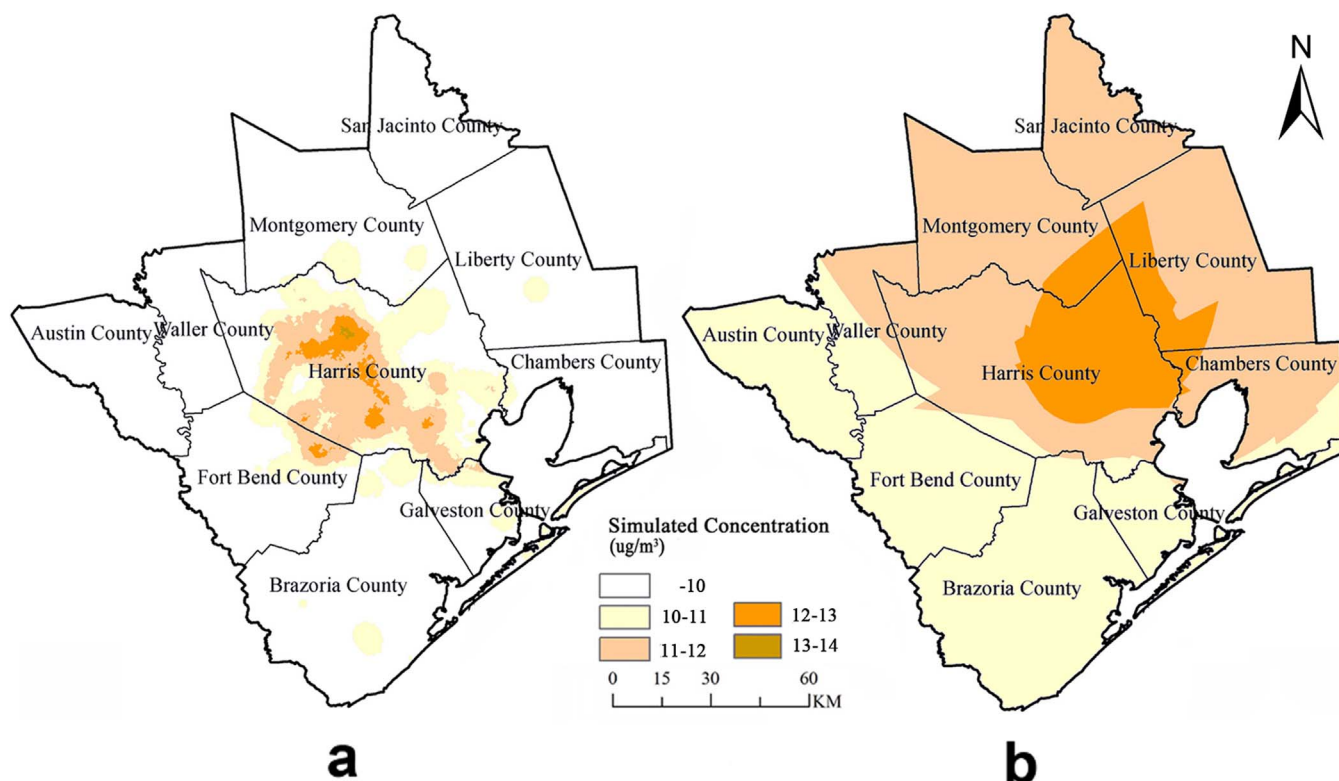 San Jacinto County
Montgomery County
Liberty County
Austin County
Waller County
Harris County
Chambers County
Fort Bend County
Galveston County
Brazoria County
a
Simulated Concentration
(ug/m³)
-10
10-11
11-12
12-13
13-14
0 15 30 60
KM
N
San Jacinto County
Montgomery County
Liberty County
Austin County
Waller County
Harris County
Chambers County
Fort Bend County
Galveston County
Brazoria County
b